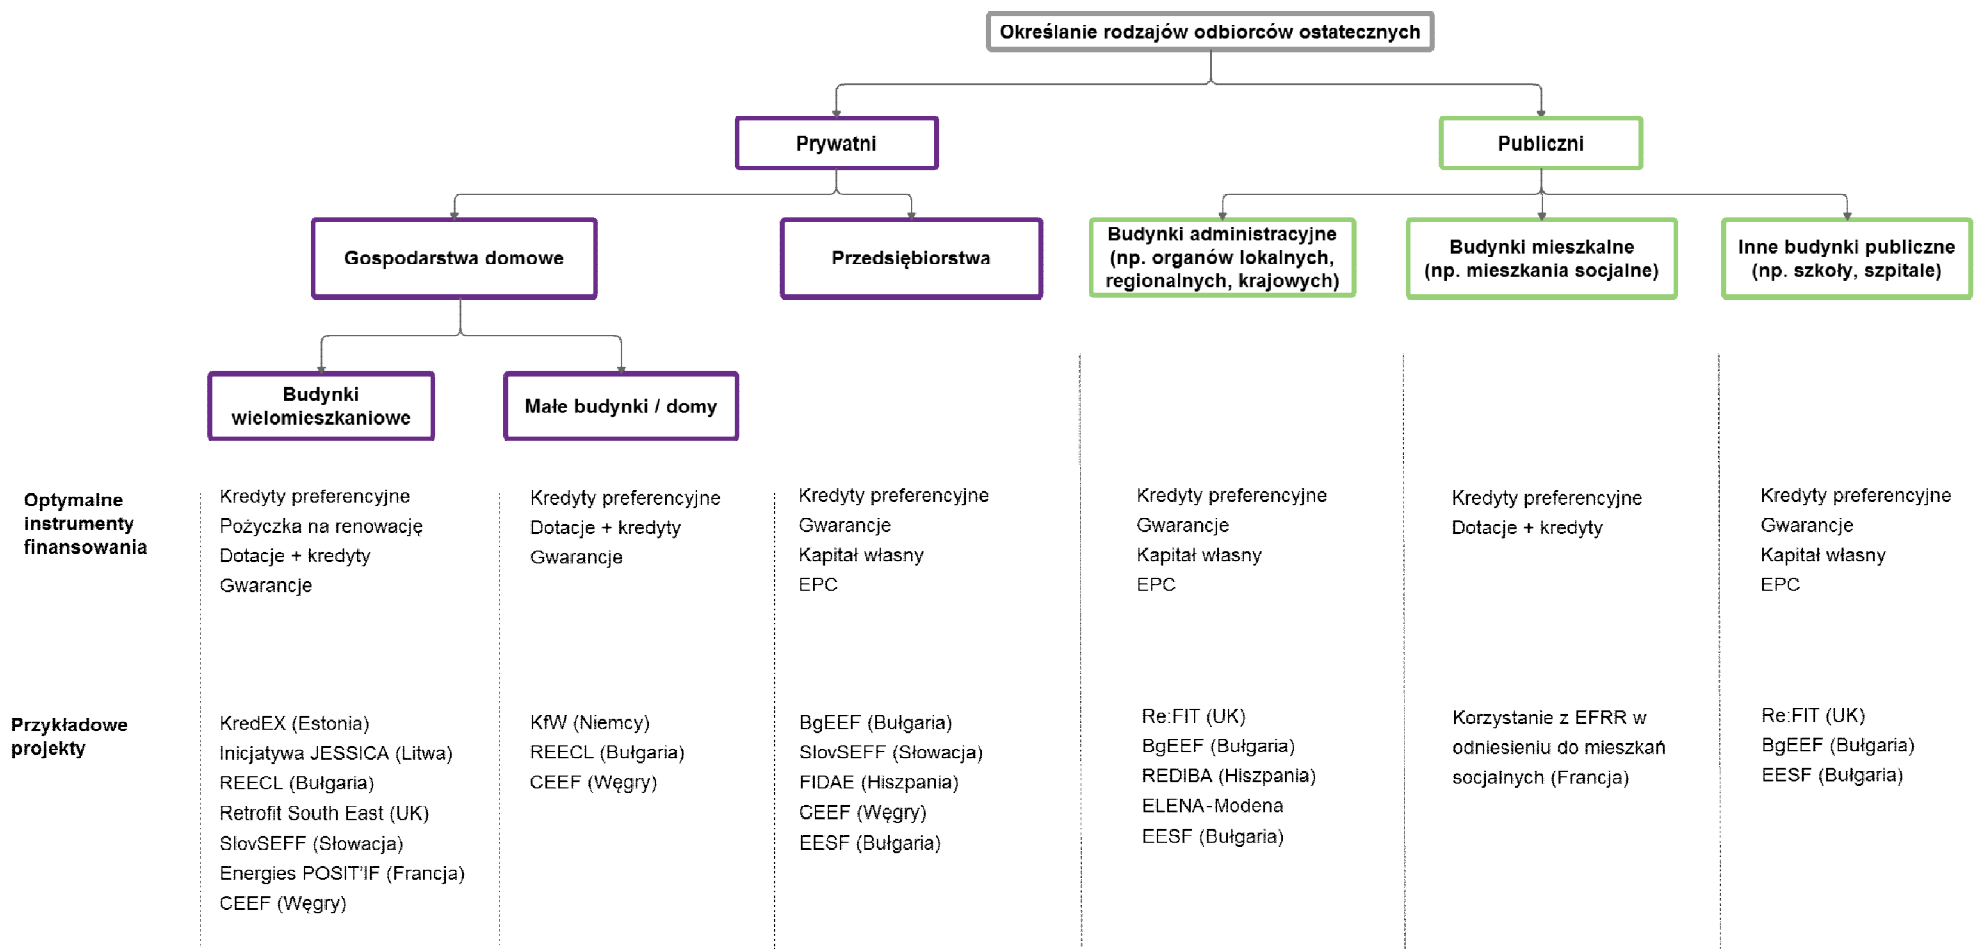 Określanie rodzajów odbiorców ostatecznych
Prywatni
Publiczni
Gospodarstwa domowe
Przedsiębiorstwa
Budynki administracyjne
(np. organów lokalnych,
regionalnych, krajowych)
Budynki mieszkalne
(np. mieszkania socjalne)
Inne budynki publiczne
(np. szkoły, szpitale)
Budynki
wielomieszkaniowe
Małe budynki / domy
Optymalne
instrumenty
finansowania
Kredyty preferencyjne
Pożyczka na renowację
Dotacje + kredyty
Gwarancje
Kredyty preferencyjne
Dotacje + kredyty
Gwarancje
Kredyty preferencyjne
Gwarancje
Kapitał własny
EPC
Kredyty preferencyjne
Gwarancje
Kapitał własny
EPC
Kredyty preferencyjne
Dotacje + kredyty
Kredyty preferencyjne
Gwarancje
Kapitał własny
EPC
Przykładowe
projekty
KredEX (Estonia)
Inicjatywa JESSICA (Litwa)
REECL (Bułgaria)
Retrofit South East (UK)
SlovSEFF (Słowacja)
Energies POSIT'IF (Francja)
CEEF (Węgry)
KfW (Niemcy)
REECL (Bułgaria)
CEEF (Węgry)
BgEEF (Bułgaria)
SlovSEFF (Słowacja)
FIDAE (Hiszpania)
CEEF (Węgry)
EESF (Bułgaria)
Re:FIT (UK)
BgEEF (Bułgaria)
REDIBA (Hiszpania)
ELENA-Modena
EESF (Bułgaria)
Korzystanie z EFRR w
odniesieniu do mieszkań
socjalnych (Francja)
Re:FIT (UK)
BgEEF (Bułgaria)
EESF (Bułgaria)